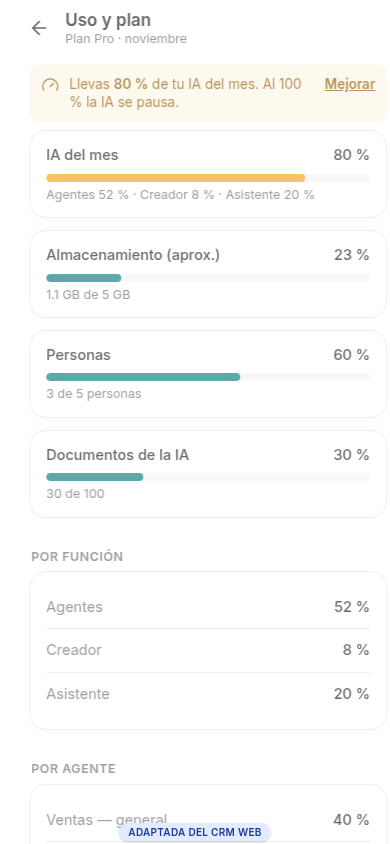 Uso y plan
Plan Pro · noviembre
Llevas 80 % de tu IA del mes. Al 100
% la IA se pausa.
Mejorar
IA del mes 80 %
Agentes 52 % · Creador 8 % · Asistente 20 %
Almacenamiento (aprox.) 23 %
1.1 GB de 5 GB
Personas 60 %
3 de 5 personas
Documentos de la IA 30 %
30 de 100
POR FUNCIÓN
Agentes 52 %
Creador 8 %
Asistente 20 %
POR AGENTE
Ventas — general 40 %
ADAPTADA DEL CRM WEB